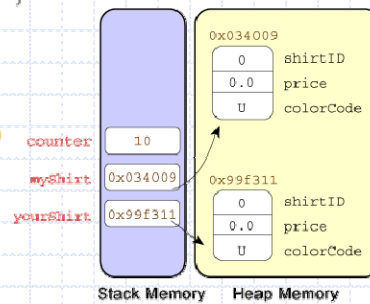 }
0x034009
0 shirtID
0.0 price
U colorCode
counter 10
myShirt 0x034009
0x99f311
yourShirt 0x99f311
0 shirtID
0.0 price
U colorCode
Stack Memory Heap Memory